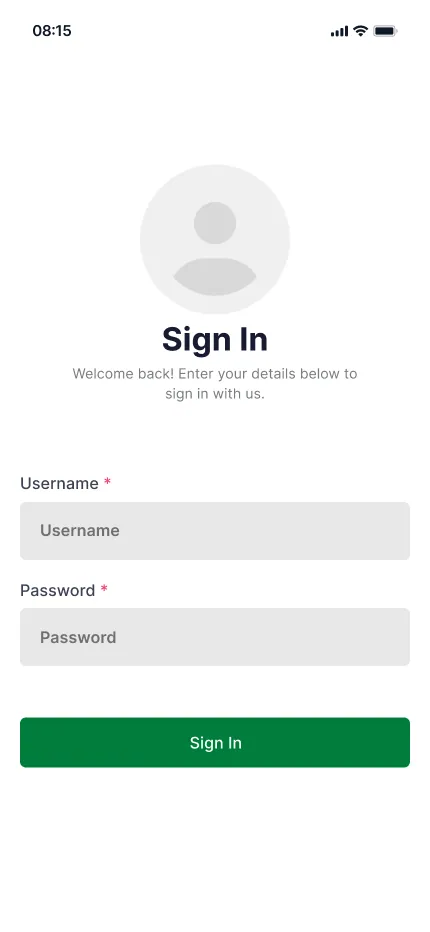 08:15
Sign In
Welcome back! Enter your details below to
sign in with us.
Username *
Username
Password *
Password
Sign In